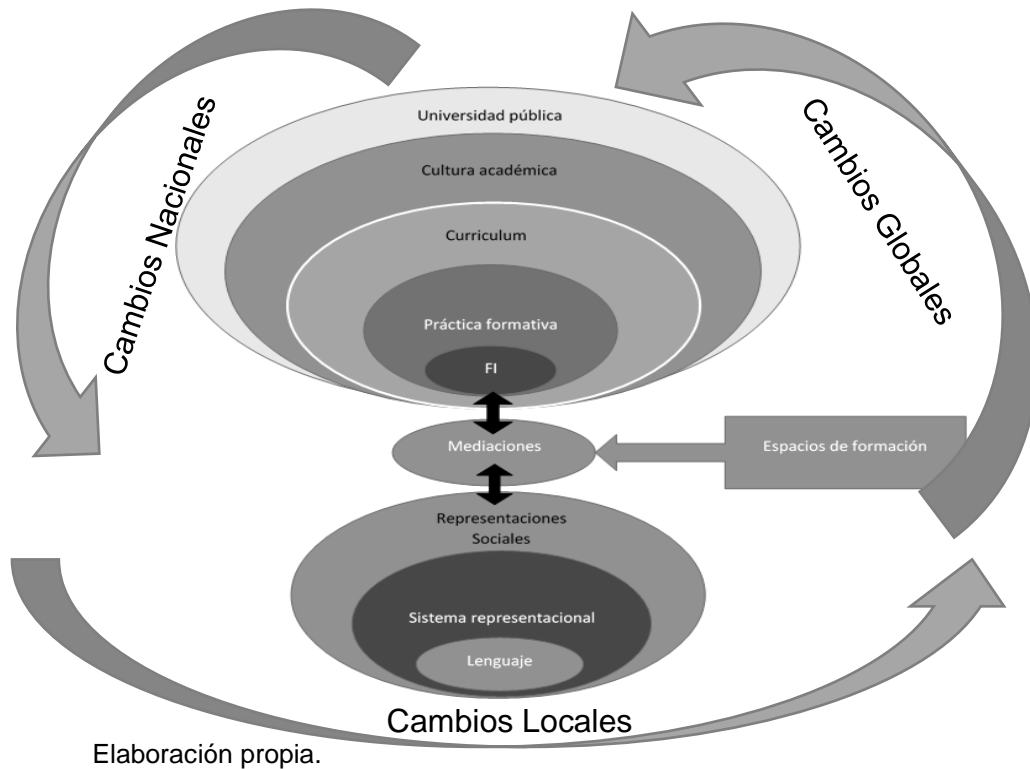 Universidad pública
Cultura académica
Curriculum
Práctica formativa
FI
Cambios Nacionales
Cambios Globales
Mediaciones
Espacios de formación
Representaciones
Sociales
Sistema representacional
Lenguaje
Cambios Locales
Elaboración propia.